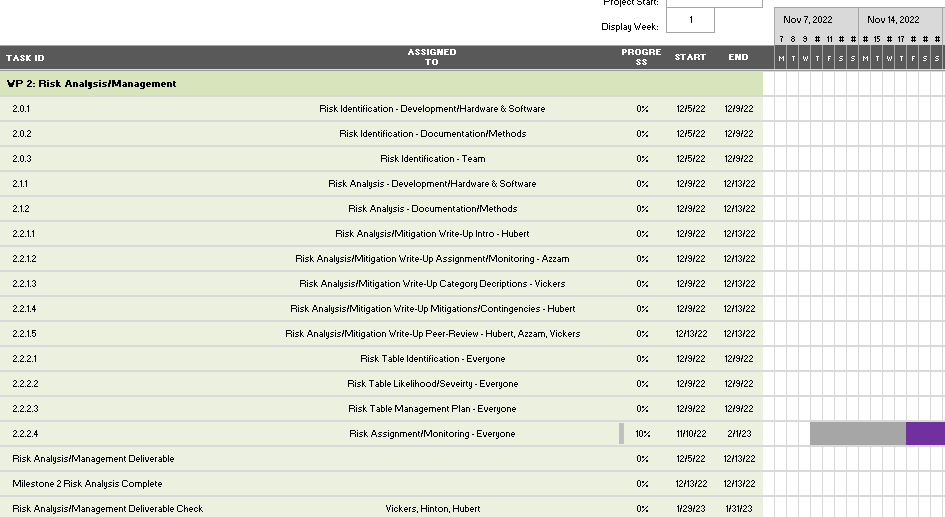 Project Start:
Display Week: 1
Nov 7, 2022 Nov 14, 2022
7 8 9 # 11 # # # 15 # 17 # # #
TASK ID ASSIGNED TO PROGRESS START END M T W T F S S M T W T F S S
WP 2: Risk Analysis/Management
2.0.1 Risk Identification - Development/Hardware & Software 0% 12/5/22 12/9/22
2.0.2 Risk Identification - Documentation/Methods 0% 12/5/22 12/9/22
2.0.3 Risk Identification - Team 0% 12/5/22 12/9/22
2.1.1 Risk Analysis - Development/Hardware & Software 0% 12/9/22 12/13/22
2.1.2 Risk Analysis - Documentation/Methods 0% 12/9/22 12/13/22
2.2.1.1 Risk Analysis/Mitigation Write-Up Intro - Hubert 0% 12/9/22 12/13/22
2.2.1.2 Risk Analysis/Mitigation Write-Up Assignment/Monitoring - Azzam 0% 12/9/22 12/13/22
2.2.1.3 Risk Analysis/Mitigation Write-Up Category Decriptions - Vickers 0% 12/9/22 12/13/22
2.2.1.4 Risk Analysis/Mitigation Write-Up Mitigations/Contingencies - Hubert 0% 12/9/22 12/13/22
2.2.1.5 Risk Analysis/Mitigation Write-Up Peer-Review - Hubert, Azzam, Vickers 0% 12/13/22 12/13/22
2.2.2.1 Risk Table Identification - Everyone 0% 12/9/22 12/9/22
2.2.2.2 Risk Table Likelihood/Seveirty - Everyone 0% 12/9/22 12/9/22
2.2.2.3 Risk Table Management Plan - Everyone 0% 12/9/22 12/9/22
2.2.2.4 Risk Assignment/Monitoring - Everyone 10% 11/10/22 2/1/23
Risk Analysis/Management Deliverable 0% 12/5/22 12/13/22
Milestone 2 Risk Analysis Complete 0% 12/13/22 12/13/22
Risk Analysis/Management Deliverable Check Vickers, Hinton, Hubert 0% 1/29/23 1/31/23